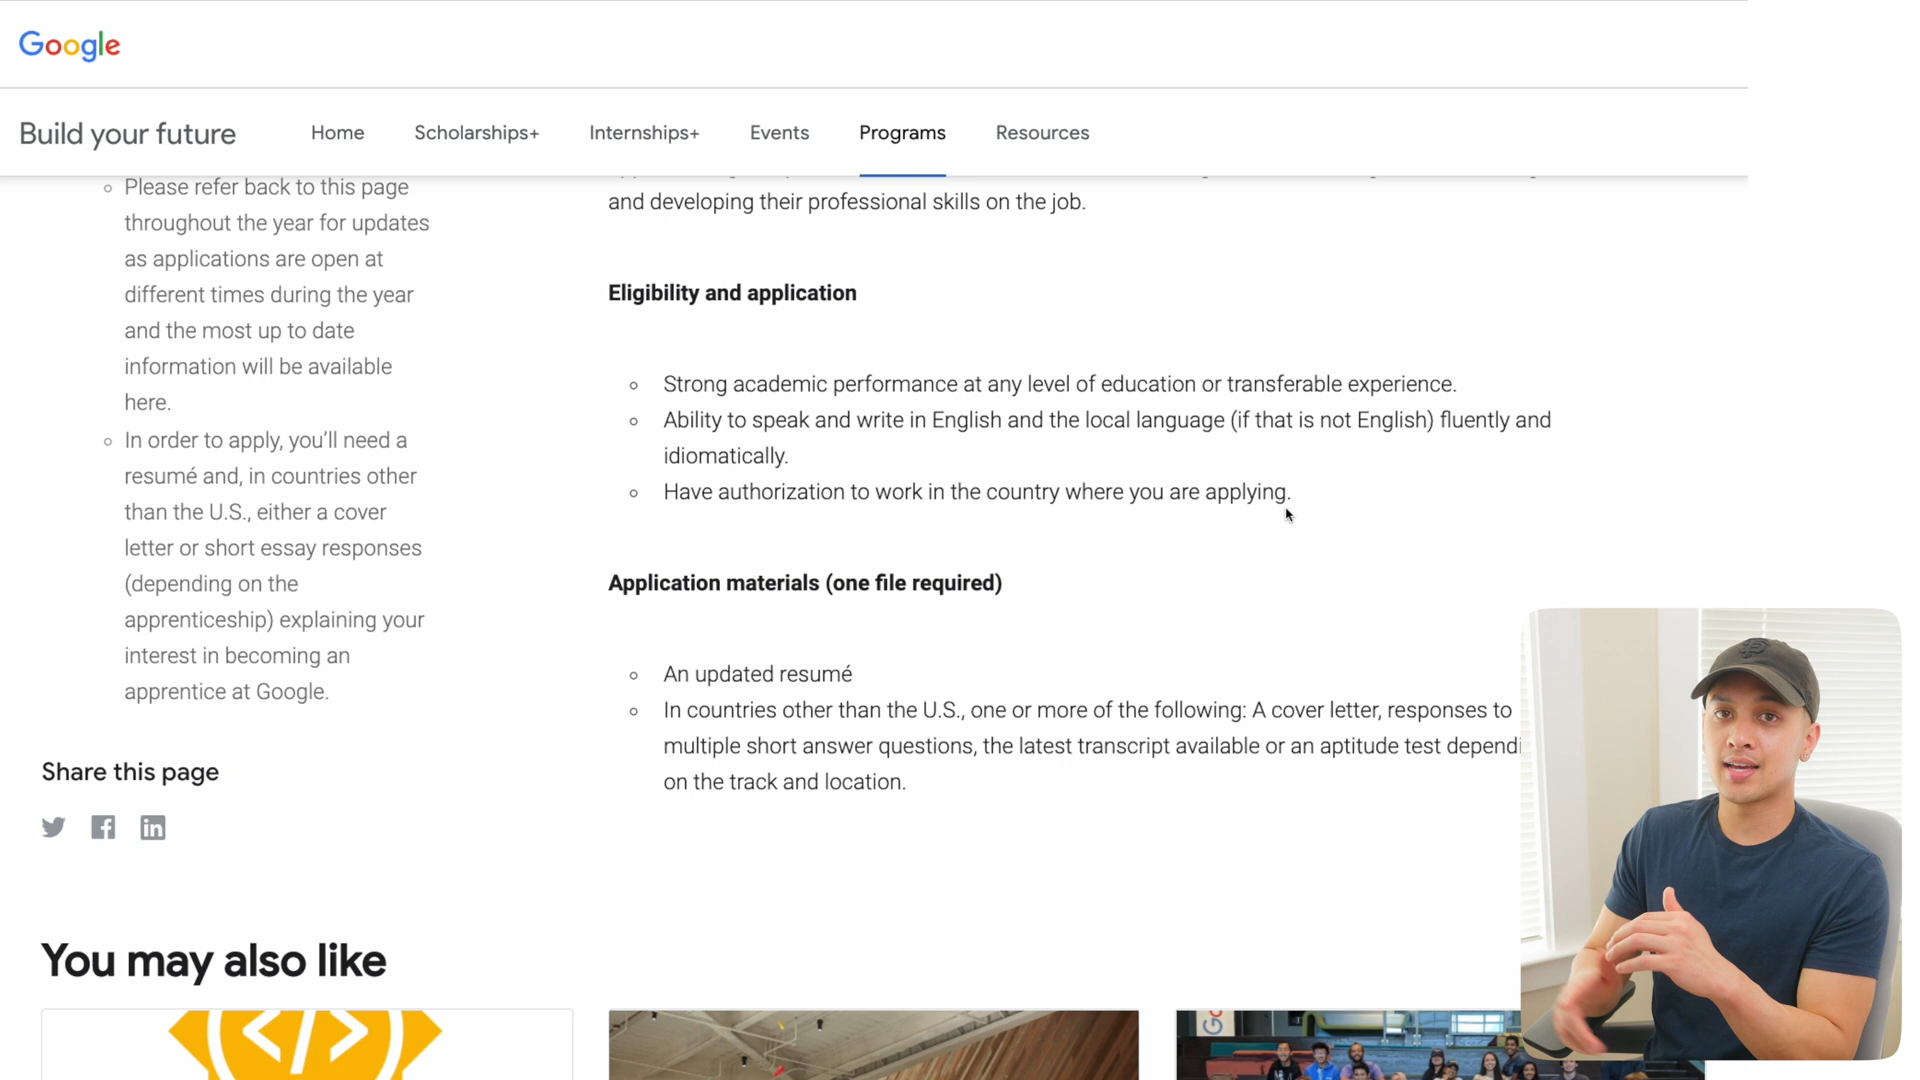 Google
Build your future
Home
Scholarships+
Internships+
Events
Programs
Resources
Please refer back to this page
throughout the year for updates
as applications are open at
different times during the year
and the most up to date
information will be available
here.
In order to apply, you’ll need a
resumé and, in countries other
than the U.S., either a cover
letter or short essay responses
(depending on the
apprenticeship) explaining your
interest in becoming an
apprentice at Google.
Share this page
and developing their professional skills on the job.
Eligibility and application
Strong academic performance at any level of education or transferable experience.
Ability to speak and write in English and the local language (if that is not English) fluently and
idiomatically.
Have authorization to work in the country where you are applying.
Application materials (one file required)
An updated resumé
In countries other than the U.S., one or more of the following: A cover letter, responses to
multiple short answer questions, the latest transcript available or an aptitude test dependi
on the track and location.
You may also like